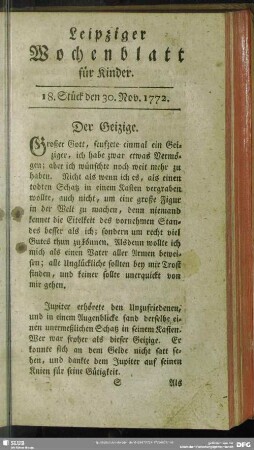 Leipziger
Wochenblatt
für Kinder.
18. Stück den 30. Nov. 1772.
Der Geizige.
Großer Gott, seufzete einmal ein Gei-
ziger, ich habe zwar etwas Vermö-
gen; aber ich wünschte noch weit mehr zu
haben. Nicht als wenn ich es, als einen
todten Schatz in einem Kasten vergraben
wollte, auch nicht, um eine große Figur
in der Welt zu machen, denn niemand
kennet die Eitelkeit des vornehmen Stan-
des besser als ich; sondern um recht viel
Gutes thun zu können. Alsdenn wollte ich
mich als einen Vater aller Armen bewei-
sen; alle Unglückliche sollten bey mir Trost
finden, und keiner sollte unerquickt von
mir gehen.
Jupiter erhörete den Unzufriedenen,
und in einem Augenblicke fand derselbe ei-
nen unermeßlichen Schatz in seinem Kasten.
Wer war froher als dieser Geizige. Er
konnte sich an dem Gelde nicht satt se-
hen, und dankte dem Jupiter auf seinen
Knien für seine Gütigkeit.
S Als
SLUB
DFG